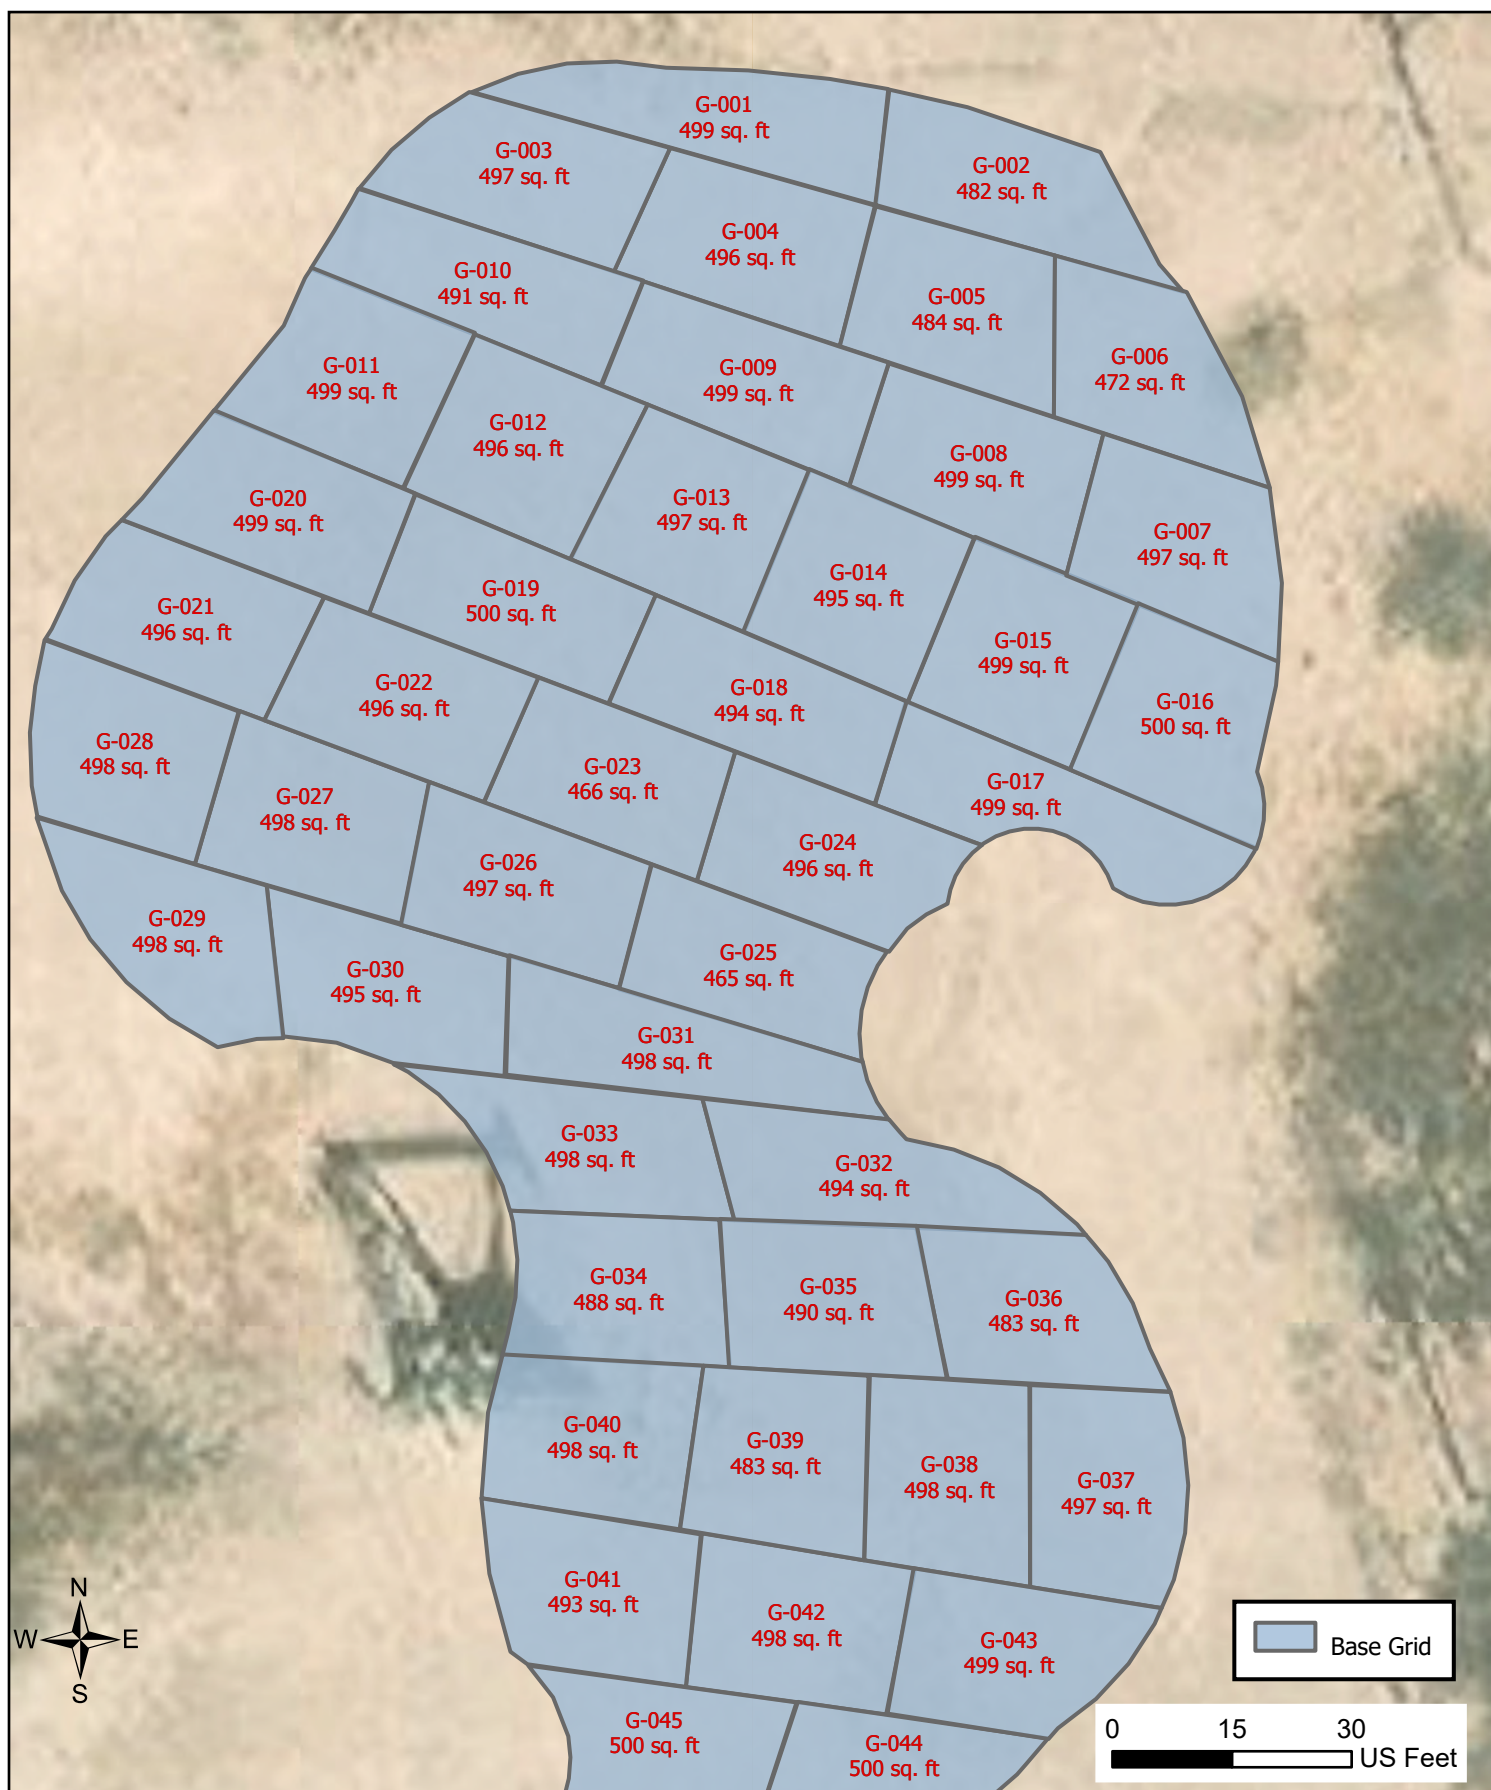 G-001
499 sq. ft
G-002
482 sq. ft
G-003
497 sq. ft
G-004
496 sq. ft
G-005
484 sq. ft
G-006
472 sq. ft
G-010
491 sq. ft
G-009
499 sq. ft
G-008
499 sq. ft
G-007
497 sq. ft
G-011
499 sq. ft
G-012
496 sq. ft
G-013
497 sq. ft
G-014
495 sq. ft
G-015
499 sq. ft
G-016
500 sq. ft
G-020
499 sq. ft
G-019
500 sq. ft
G-018
494 sq. ft
G-017
499 sq. ft
G-021
496 sq. ft
G-022
496 sq. ft
G-023
466 sq. ft
G-024
496 sq. ft
G-028
498 sq. ft
G-027
498 sq. ft
G-026
497 sq. ft
G-025
465 sq. ft
G-029
498 sq. ft
G-030
495 sq. ft
G-031
498 sq. ft
G-033
498 sq. ft
G-032
494 sq. ft
G-034
488 sq. ft
G-035
490 sq. ft
G-036
483 sq. ft
G-040
498 sq. ft
G-039
483 sq. ft
G-038
498 sq. ft
G-037
497 sq. ft
G-041
493 sq. ft
G-042
498 sq. ft
G-043
499 sq. ft
G-045
500 sq. ft
G-044
500 sq. ft
N
W E
S
Base Grid
0 15 30
US Feet